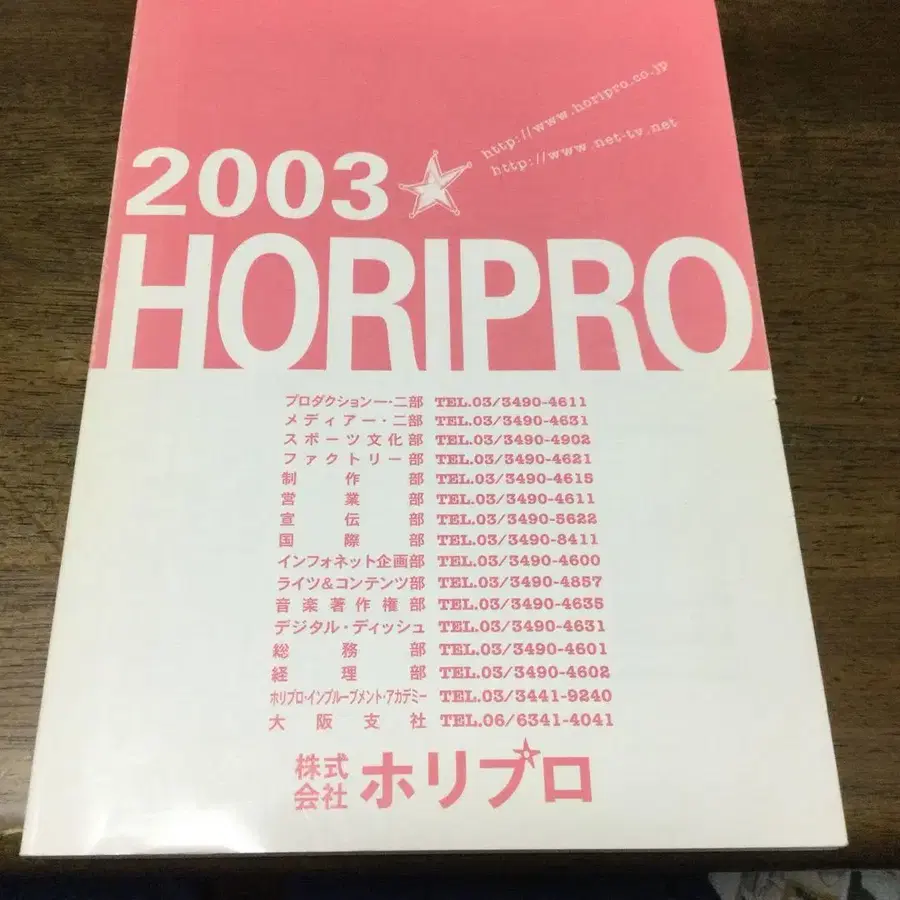 http://www.horipro.co.jp
http://www.net-tv.net
2003
HORIPRO
プロダクション一・二部 TEL.03/3490-4611
メディア一・二部 TEL.03/3490-4631
スポーツ文化部 TEL.03/3490-4902
ファクトリー部 TEL.03/3490-4621
制作部 TEL.03/3490-4615
営業部 TEL.03/3490-4611
宣伝部 TEL.03/3490-5622
国際部 TEL.03/3490-8411
インフォネット企画部 TEL.03/3490-4600
ライツ&コンテンツ部 TEL.03/3490-4857
音楽著作権部 TEL.03/3490-4635
デジタル・ディッシュ TEL.03/3490-4631
総務部 TEL.03/3490-4601
経理部 TEL.03/3490-4602
ホリプロ・インプルーブメント・アカデミー TEL.03/3441-9240
大阪支社 TEL.06/6341-4041
株式会社 ホリプロ